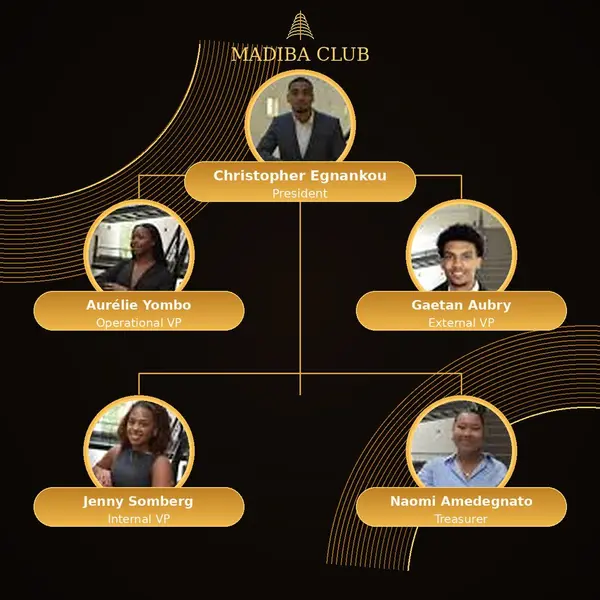 MADIBA CLUB
Christopher Egnankou
President
Aurélie Yombo
Operational VP
Gaetan Aubry
External VP
Jenny Somberg
Internal VP
Naomi Amedegnato
Treasurer